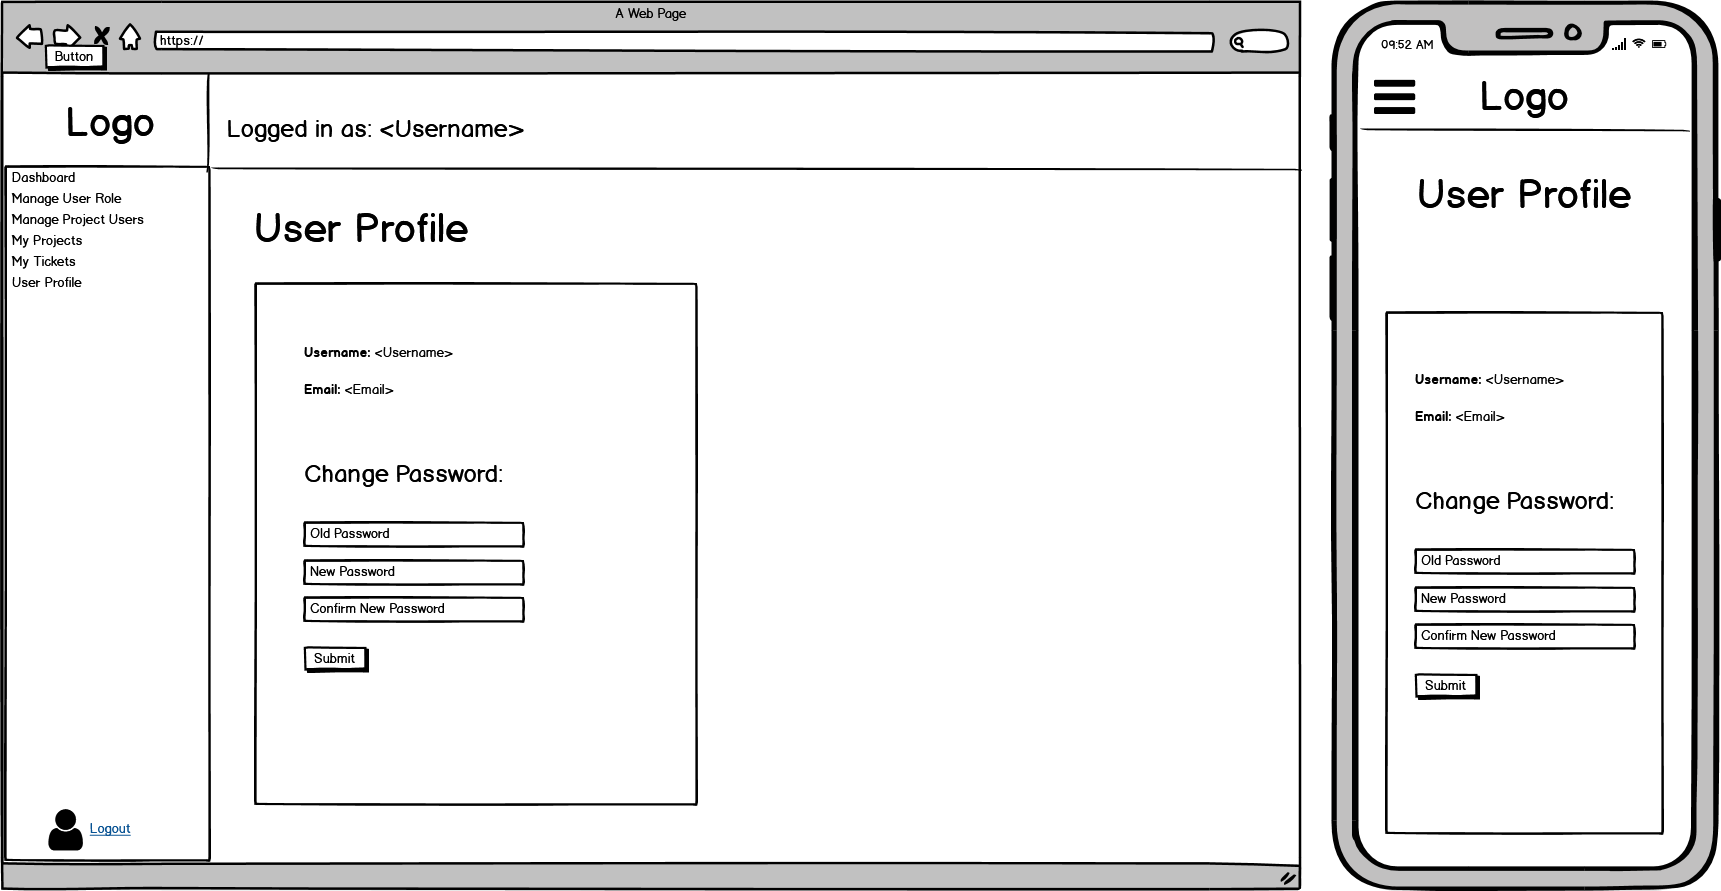 A Web Page
https://
Button
Logo
Logged in as: <Username>
Dashboard
Manage User Role
Manage Project Users
My Projects
My Tickets
User Profile
Logout
User Profile
Username: <Username>
Email: <Email>
Change Password:
Old Password
New Password
Confirm New Password
Submit
09:52 AM
Logo
User Profile
Username: <Username>
Email: <Email>
Change Password:
Old Password
New Password
Confirm New Password
Submit